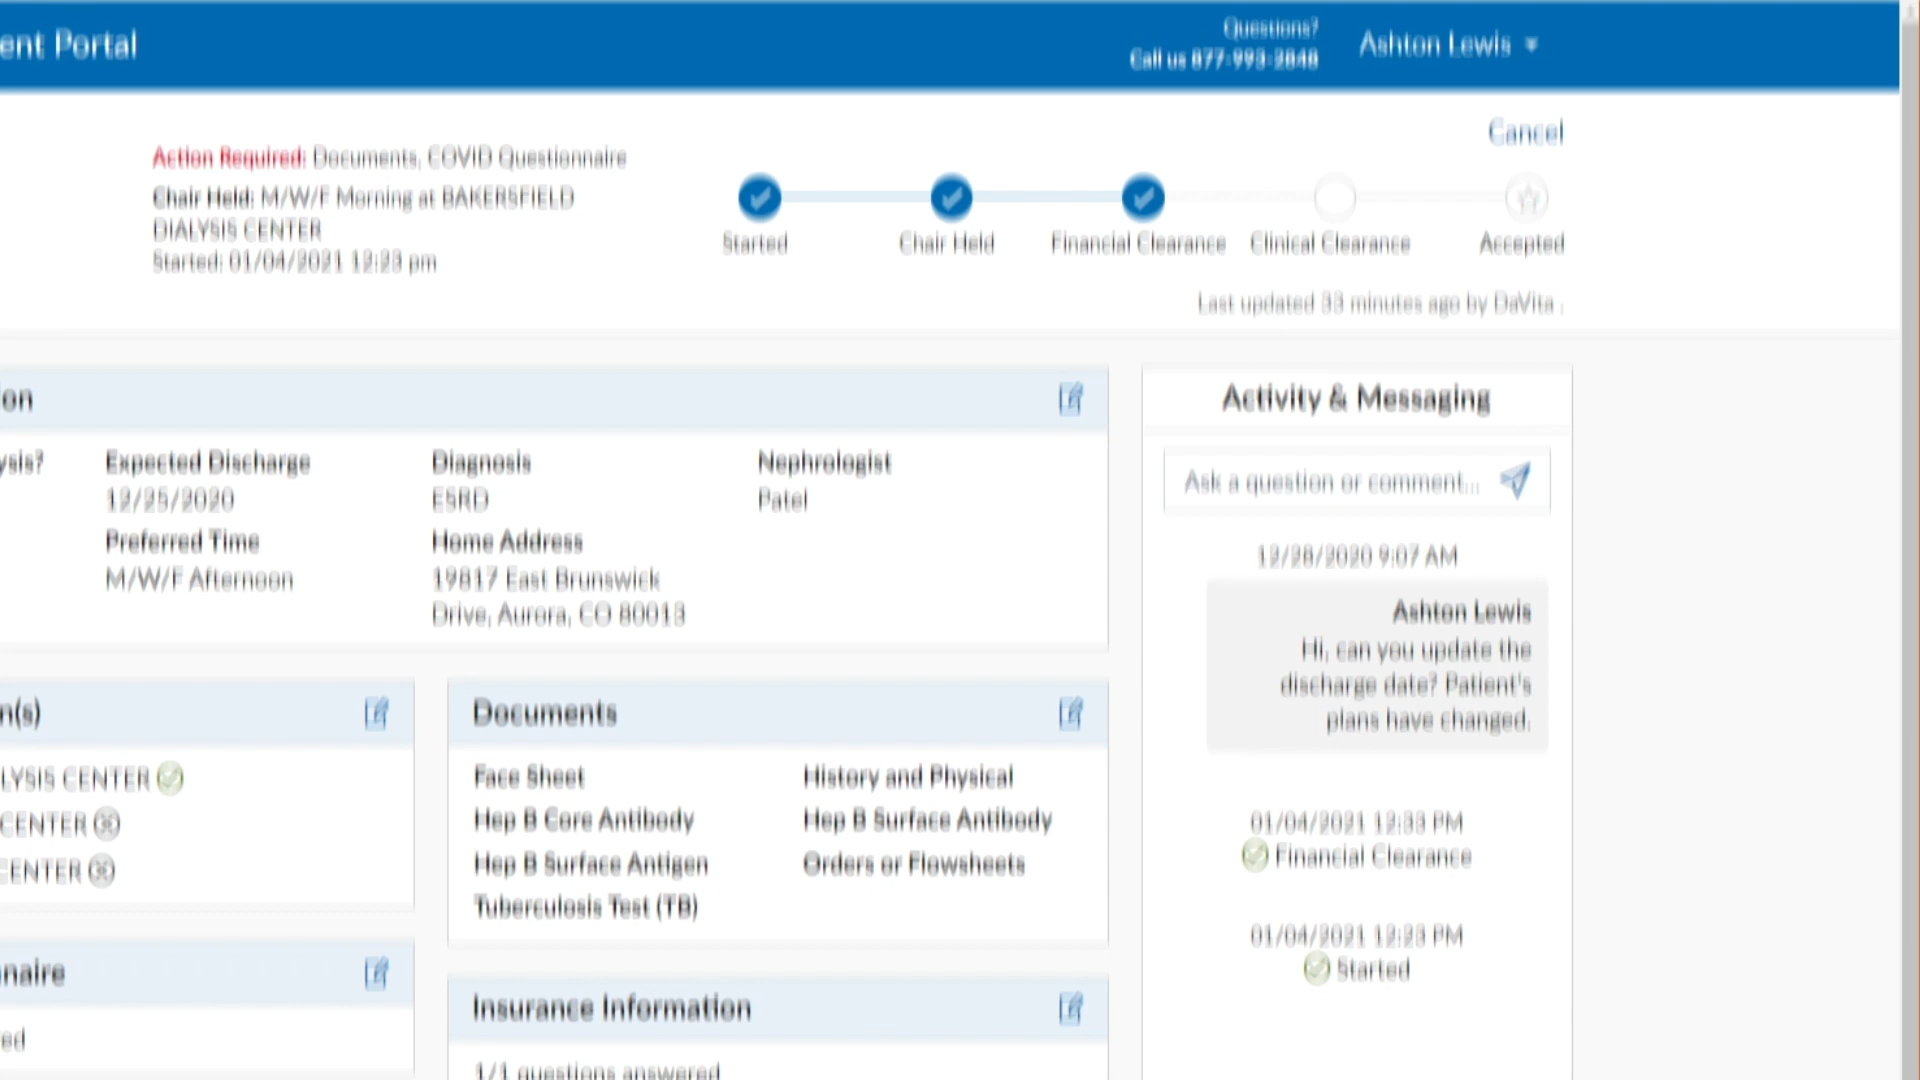 ent Portal
Questions?
Call us 877-993-2848
Ashton Lewis
Cancel
Action Required: Documents, COVID Questionnaire
Chair Held: M/W/F Morning at BAKERSFIELD
DIALYSIS CENTER
Started: 01/04/2021 12:23 pm
Started
Chair Held
Financial Clearance
Clinical Clearance
Accepted
Last updated 33 minutes ago by DaVita .
on
ysis?
Expected Discharge
12/25/2020
Preferred Time
M/W/F Afternoon
Diagnosis
ESRD
Home Address
19817 East Brunswick
Drive, Aurora, CO 80013
Nephrologist
Patel
n(s)
LYSIS CENTER
CENTER
CENTER
naire
ed
Documents
Face Sheet
History and Physical
Hep B Core Antibody
Hep B Surface Antibody
Hep B Surface Antigen
Orders or Flowsheets
Tuberculosis Test (TB)
Insurance Information
1/1 questions answered
Activity & Messaging
Ask a question or comment...
12/28/2020 9:07 AM
Ashton Lewis
Hi, can you update the
discharge date? Patient's
plans have changed.
01/04/2021 12:33 PM
Financial Clearance
01/04/2021 12:23 PM
Started